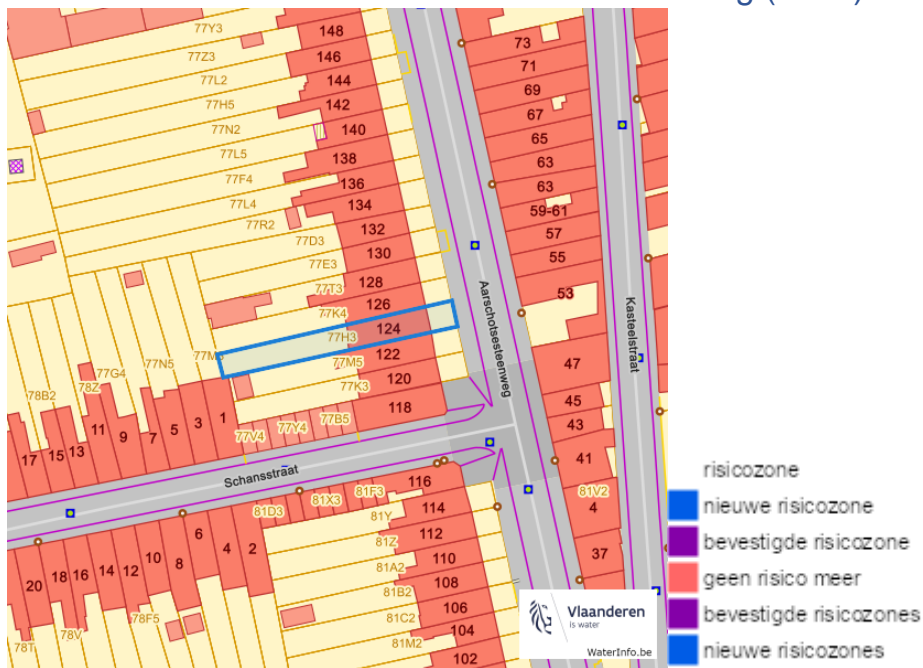 77Y3
148
73
77Z3
146
71
77L2
144
69
77H5
142
67
77N2
140
65
77L5
138
63
77F4
136
63
77L4
134
59-61
77R2
132
57
77D3
130
55
77E3
128
53
77T3
126
77K4
124
77H3
122
47
77M5
120
45
77K3
118
43
Aarschotsesteenweg
Kasteelstraat
78B2
78Z
77G4
77N5
17
15
13
11
9
7
5
3
1
77V4
77Y4
77B5
Schansstraat
41
116
81V2
81D3
81X3
81F3
114
4
81Y
112
81Z
110
37
81A2
108
81B2
106
81C2
104
81M2
102
20
18
16
14
12
10
8
6
4
2
78T
78V
78F5
Vlaanderen
is water
WaterInfo.be
risicozone
nieuwe risicozone
bevestigde risicozone
geen risico meer
bevestigde risicozones
nieuwe risicozones